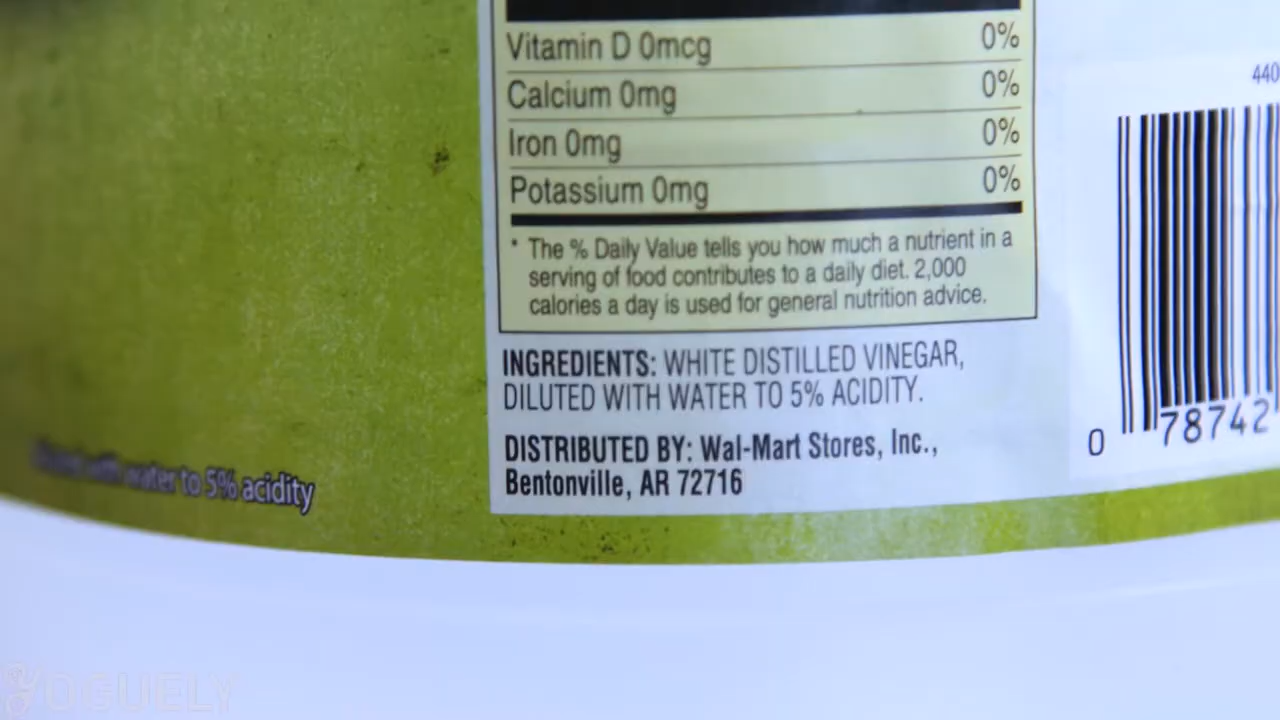 Vitamin D 0mcg 0%
Calcium 0mg 0%
Iron 0mg 0%
Potassium 0mg 0%
* The % Daily Value tells you how much a nutrient in a
serving of food contributes to a daily diet. 2,000
calories a day is used for general nutrition advice.
INGREDIENTS: WHITE DISTILLED VINEGAR,
DILUTED WITH WATER TO 5% ACIDITY.
DISTRIBUTED BY: Wal-Mart Stores, Inc.,
Bentonville, AR 72716
with water to 5% acidity
440
0 78742
YOGUELY